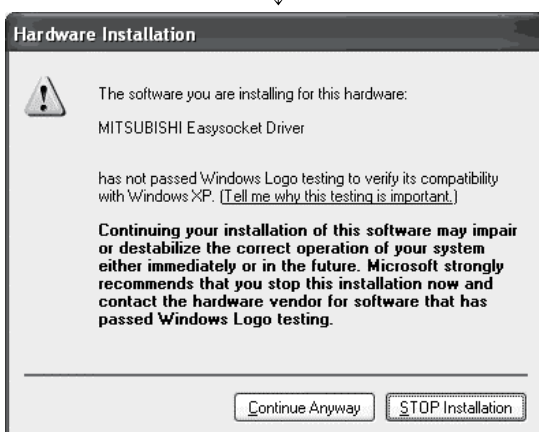 Hardware Installation
The software you are installing for this hardware:
MITSUBISHI Easysocket Driver
has not passed Windows Logo testing to verify its compatibility
with Windows XP. (Tell me why this testing is important.)
Continuing your installation of this software may impair
or destabilize the correct operation of your system
either immediately or in the future. Microsoft strongly
recommends that you stop this installation now and
contact the hardware vendor for software that has
passed Windows Logo testing.
Continue Anyway STOP Installation